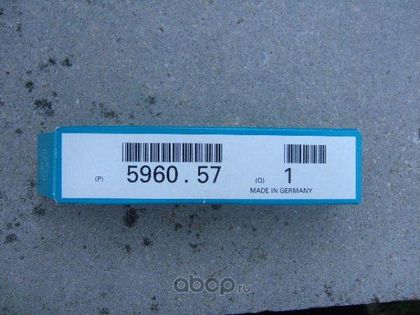 (P) 5960.57 (Q) 1
MADE IN GERMANY
abcp.ru